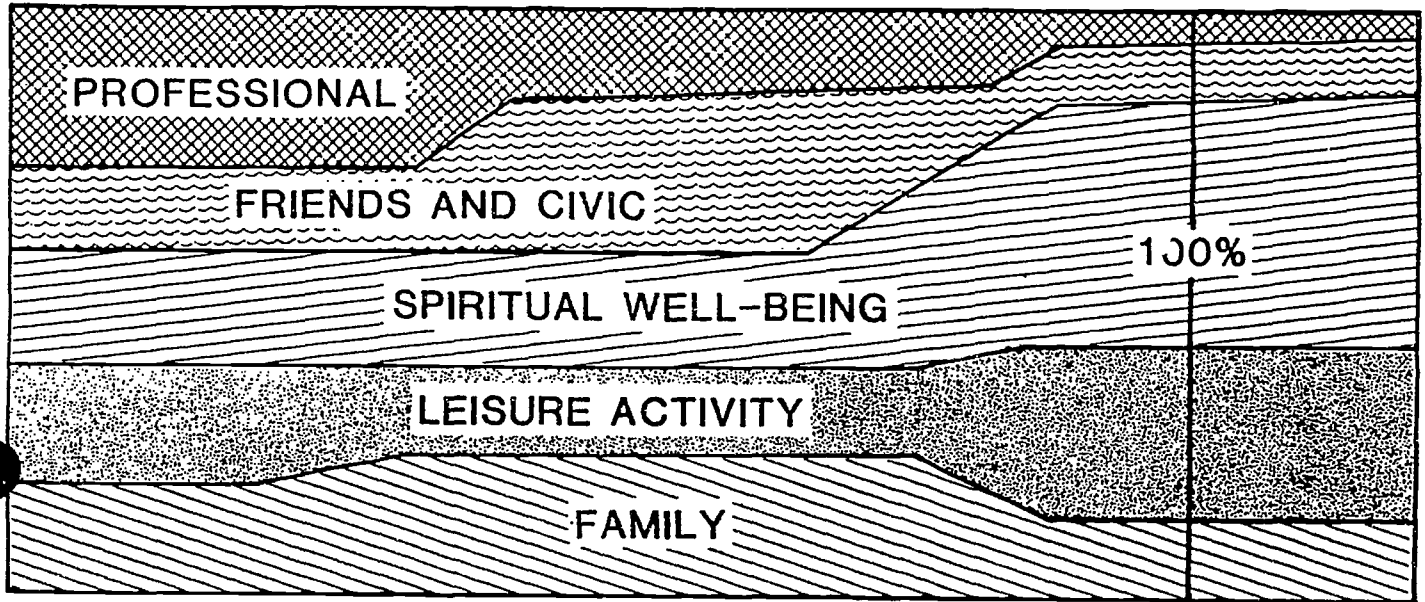 PROFESSIONAL
FRIENDS AND CIVIC
100%
SPIRITUAL WELL-BEING
LEISURE ACTIVITY
FAMILY